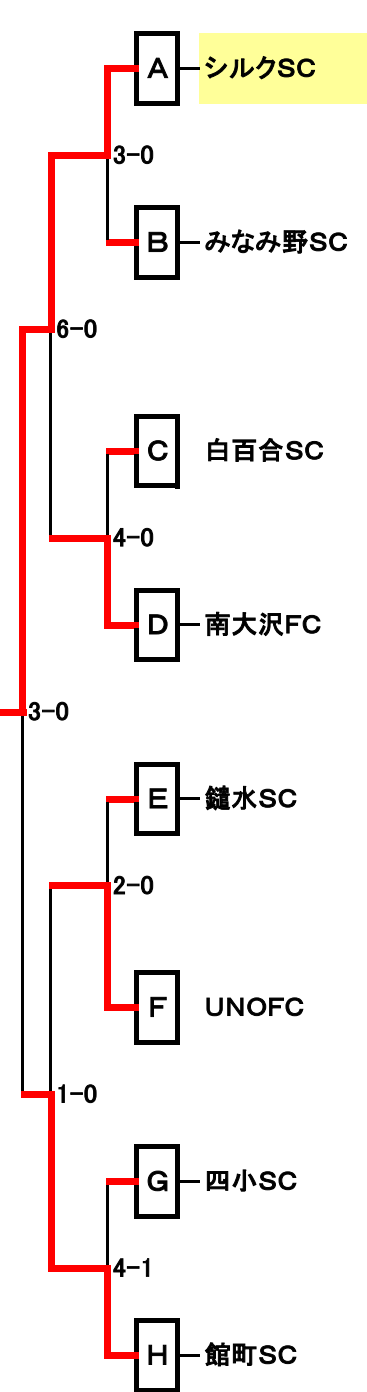 A シルクSC
3-0
B みなみ野SC
6-0
C 白百合SC
4-0
D 南大沢FC
3-0
E 鑓水SC
2-0
F UNOFC
1-0
G 四小SC
4-1
H 館町SC